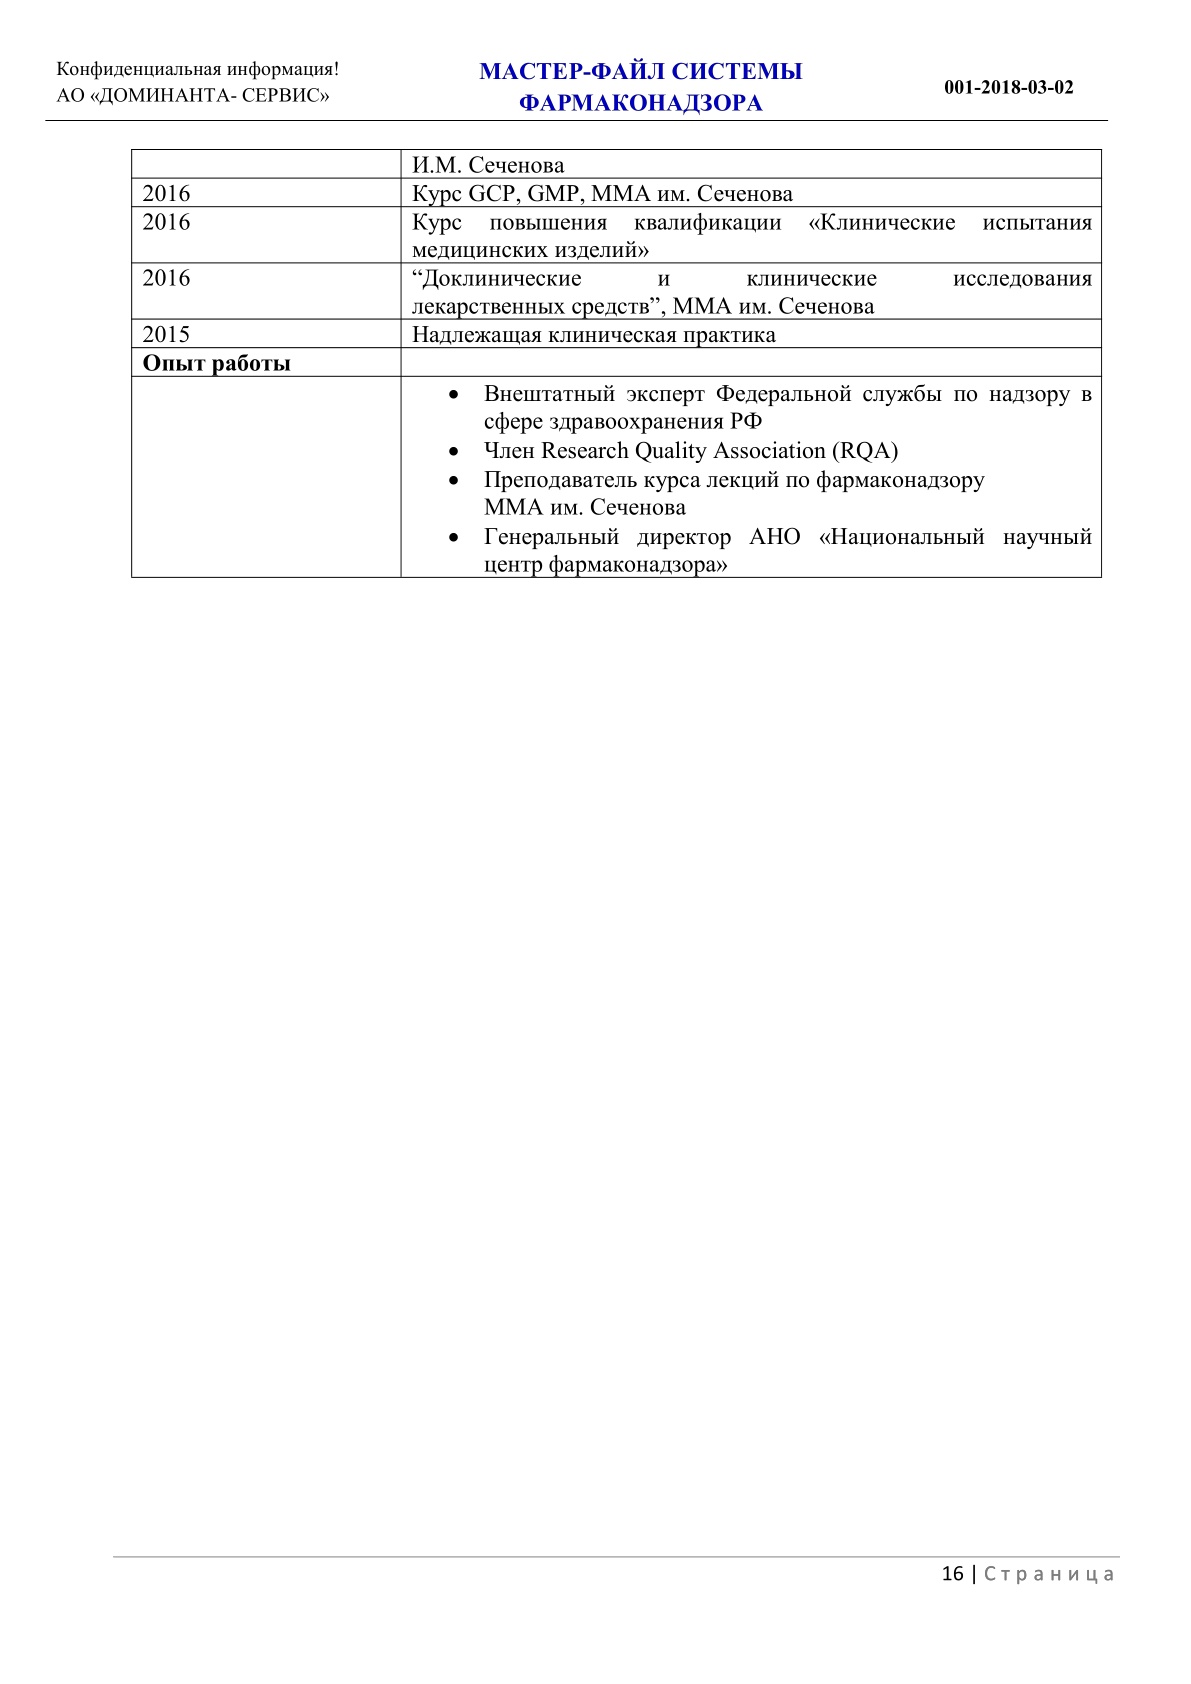 Конфиденциальная информация!
АО «ДОМИНАНТА- СЕРВИС»
МАСТЕР-ФАЙЛ СИСТЕМЫ
ФАРМАКОНАДЗОРА
001-2018-03-02
И.М. Сеченова
2016 Курс GCP, GMP, ММА им. Сеченова
2016 Курс повышения квалификации «Клинические испытания
медицинских изделий»
2016 “Доклинические и клинические исследования
лекарственных средств”, ММА им. Сеченова
2015 Надлежащая клиническая практика
Опыт работы
• Внештатный эксперт Федеральной службы по надзору в
сфере здравоохранения РФ
• Член Research Quality Association (RQA)
• Преподаватель курса лекций по фармаконадзору
ММА им. Сеченова
• Генеральный директор АНО «Национальный научный
центр фармаконадзора»
16 | Страница